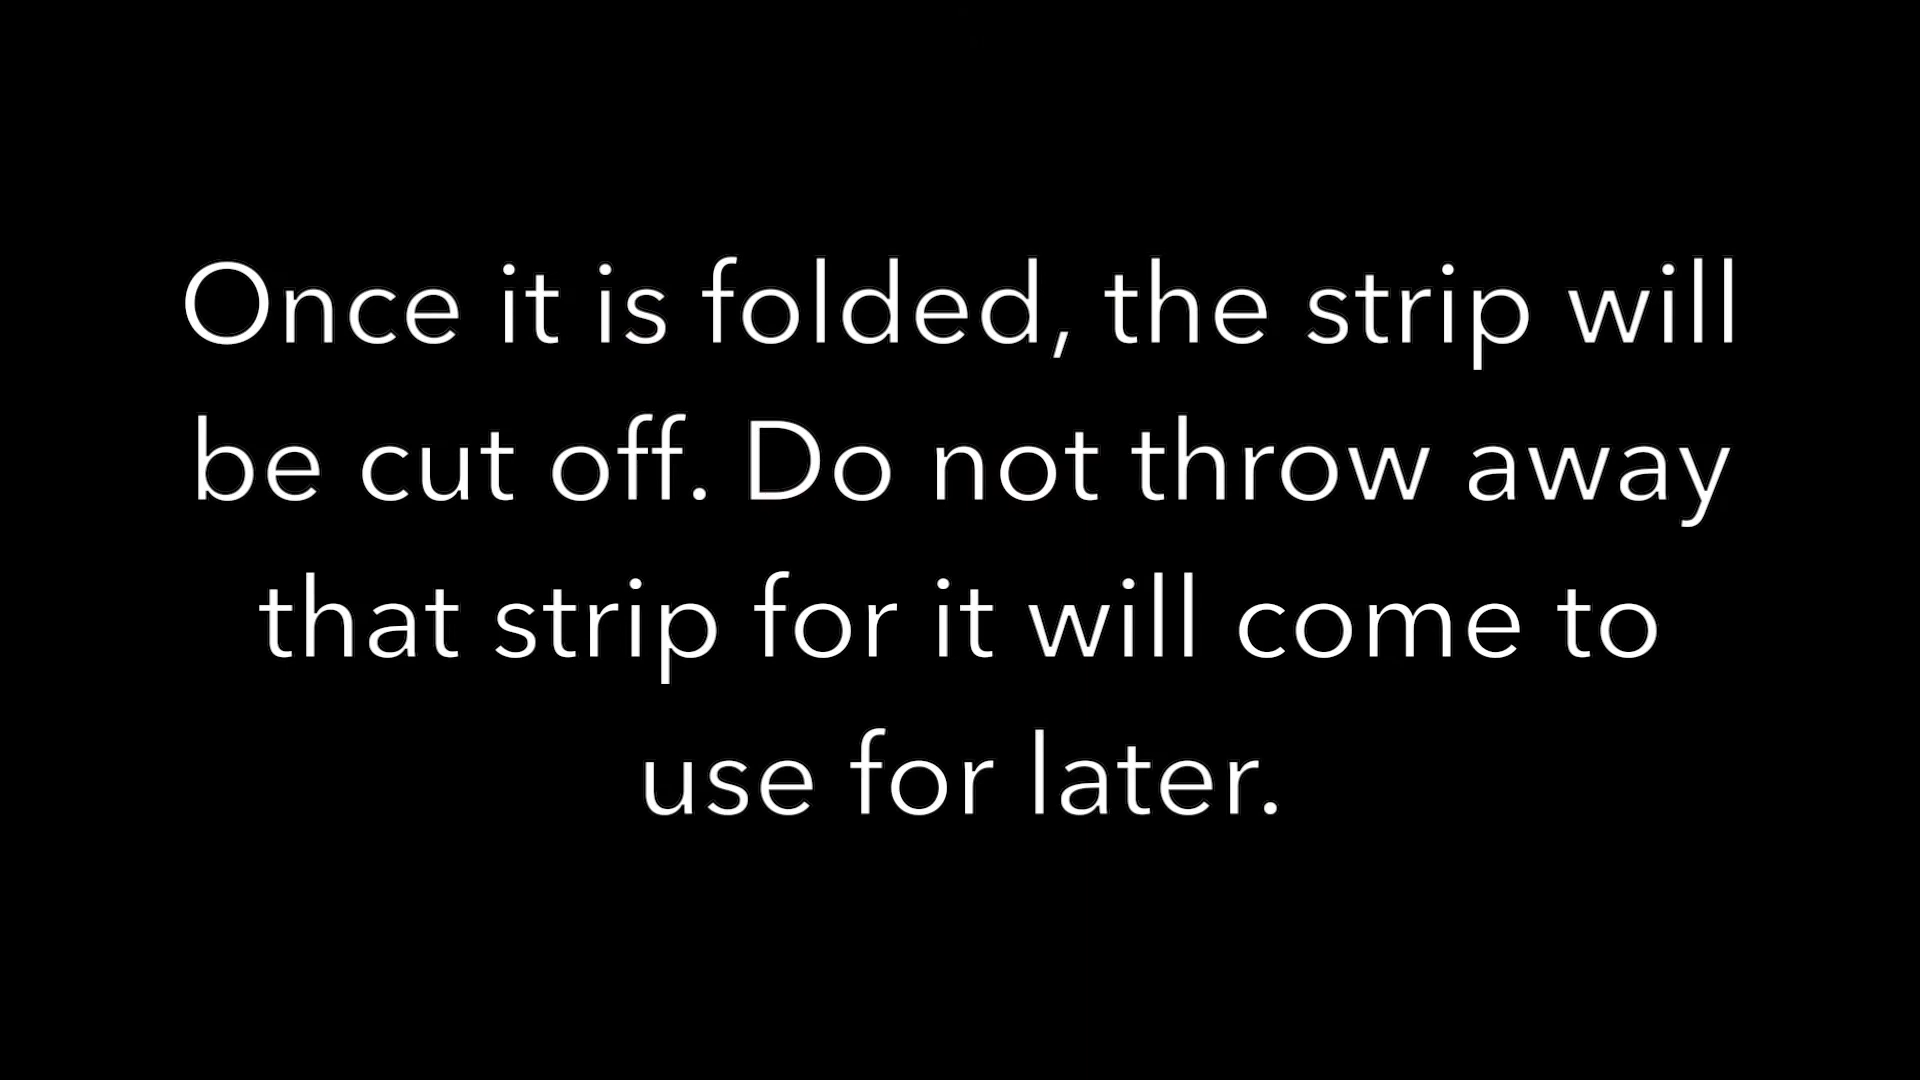 Once it is folded, the strip will
be cut off. Do not throw away
that strip for it will come to
use for later.